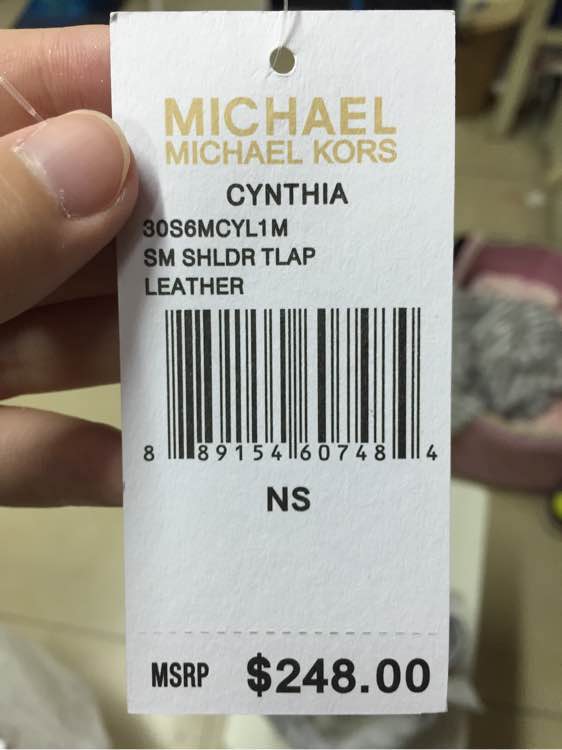 MICHAEL
MICHAEL KORS
CYNTHIA
30S6MCYL1M
SM SHLDR TLAP
LEATHER
8 89154 60748 4
NS
MSRP $248.00